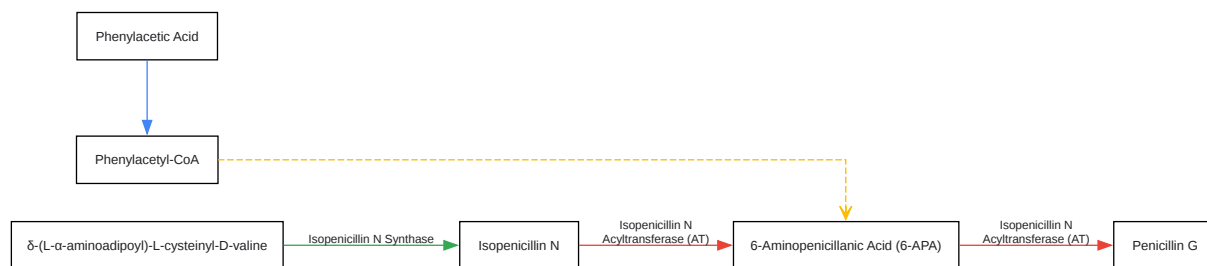 Phenylacetic Acid
Phenylacetyl-CoA
δ-(L-α-aminoadipoyl)-L-cysteinyl-D-valine
Isopenicillin N Synthase
Isopenicillin N
Isopenicillin N
Acyltransferase (AT)
6-Aminopenicillanic Acid (6-APA)
Isopenicillin N
Acyltransferase (AT)
Penicillin G